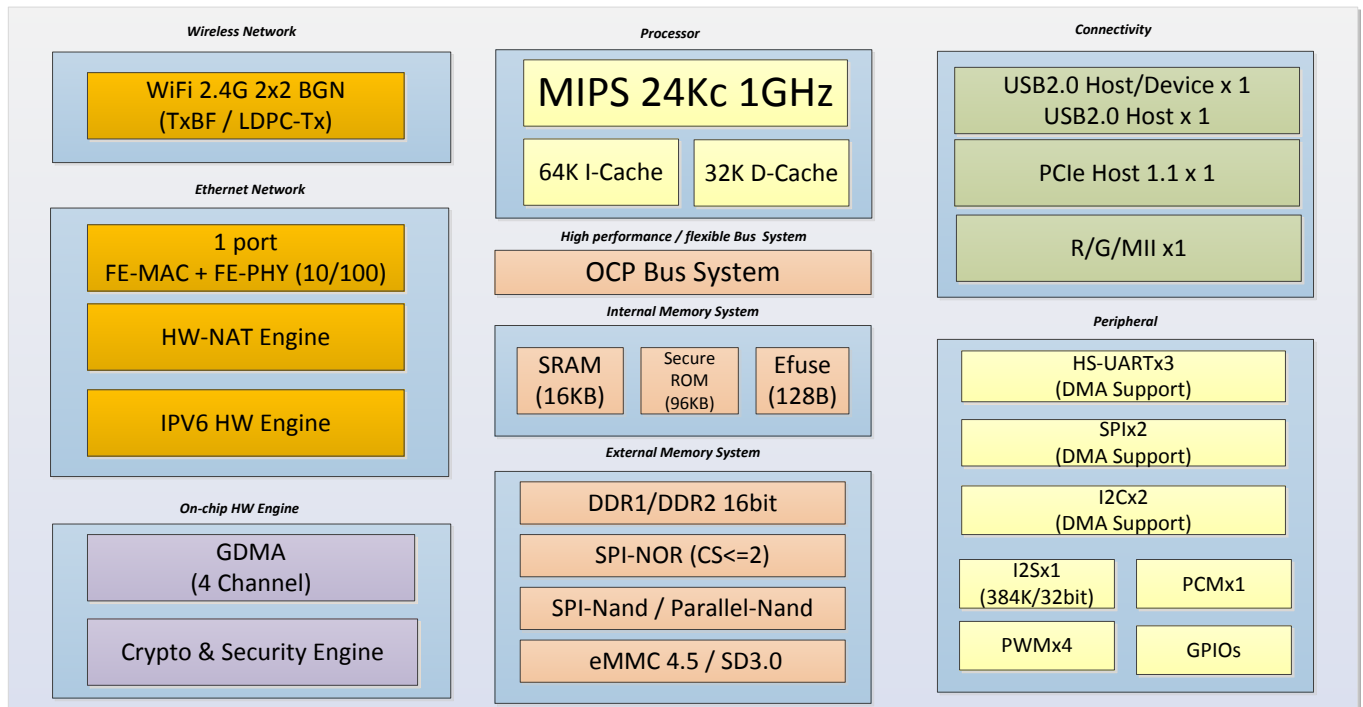 Wireless Network
WiFi 2.4G 2x2 BGN
(TxBF / LDPC-Tx)
Ethernet Network
1 port
FE-MAC + FE-PHY (10/100)
HW-NAT Engine
IPV6 HW Engine
On-chip HW Engine
GDMA
(4 Channel)
Crypto & Security Engine
Processor
MIPS 24Kc 1GHz
64K I-Cache
32K D-Cache
High performance / flexible Bus System
OCP Bus System
Internal Memory System
SRAM
(16KB)
Secure
ROM
(96KB)
Efuse
(128B)
External Memory System
DDR1/DDR2 16bit
SPI-NOR (CS<=2)
SPI-Nand / Parallel-Nand
eMMC 4.5 / SD3.0
Connectivity
USB2.0 Host/Device x 1
USB2.0 Host x 1
PCIe Host 1.1 x 1
R/G/MII x1
Peripheral
HS-UARTx3
(DMA Support)
SPIx2
(DMA Support)
I2Cx2
(DMA Support)
I2Sx1
(384K/32bit)
PCMx1
PWMx4
GPIOs